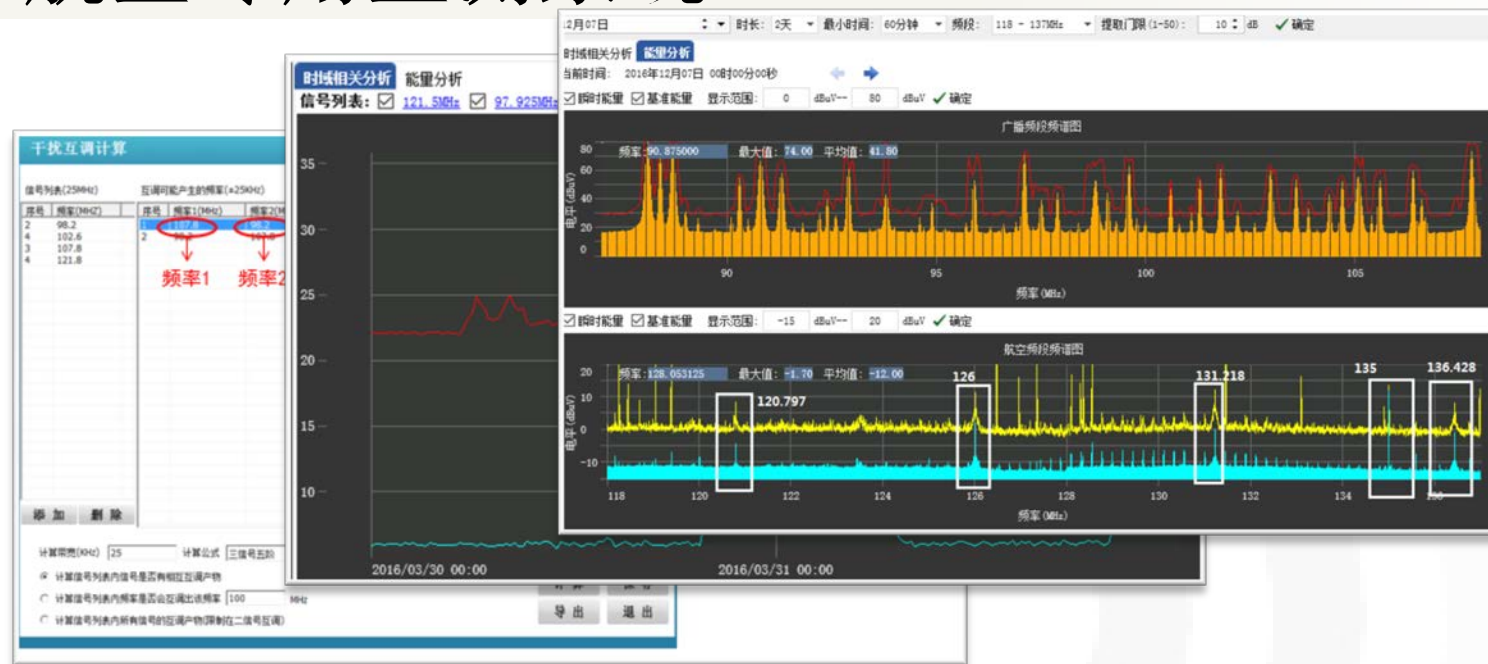 12月07日 时长: 2天 最小时间: 60分钟 频段: 118 - 137MHz 提取门限(1-50): 10 dB 确定
时域相关分析 能量分析
当前时间: 2016年12月07日 00时00分00秒
瞬时能量 基准能量 显示范围: 0 dBuV-- 80 dBuV 确定
广播频段频谱图
频率:90.875000 最大值: 74.00 平均值: 41.80
电平(dBuV)
80
60
40
20
0
90 95 100 105
频率(MHz)
瞬时能量 基准能量 显示范围: -15 dBuV-- 20 dBuV 确定
航空频段频谱图
频率:128.053125 最大值: -1.70 平均值: -12.00
120.797 126 131.218 135 136.428
电平(dBuV)
20
10
0
-10
118 120 122 124 126 128 130 132 134
频率(MHz)
时域相关分析 能量分析
信号列表: 121.5MHz 97.925MHz
35
30
25
20
15
10
2016/03/30 00:00 2016/03/31 00:00
干扰互调计算
信号列表(25MHz) 互调可能产生的频率(±25KHz)
序号 频率(MHZ) 序号 频率1(MHz) 频率2(M
2 98.2 1 107.8 98.2
4 102.6 2
3 107.8
4 121.8
频率1 频率2
添加 删除
计算带宽(KHz) 25 计算公式 三信号五阶
计算信号列表内信号是否有相互互调产物
计算信号列表内频率是否会互调出该频率 100 MHz
计算信号列表内所有信号的互调产物(限制在二信号互调)
导出 退出